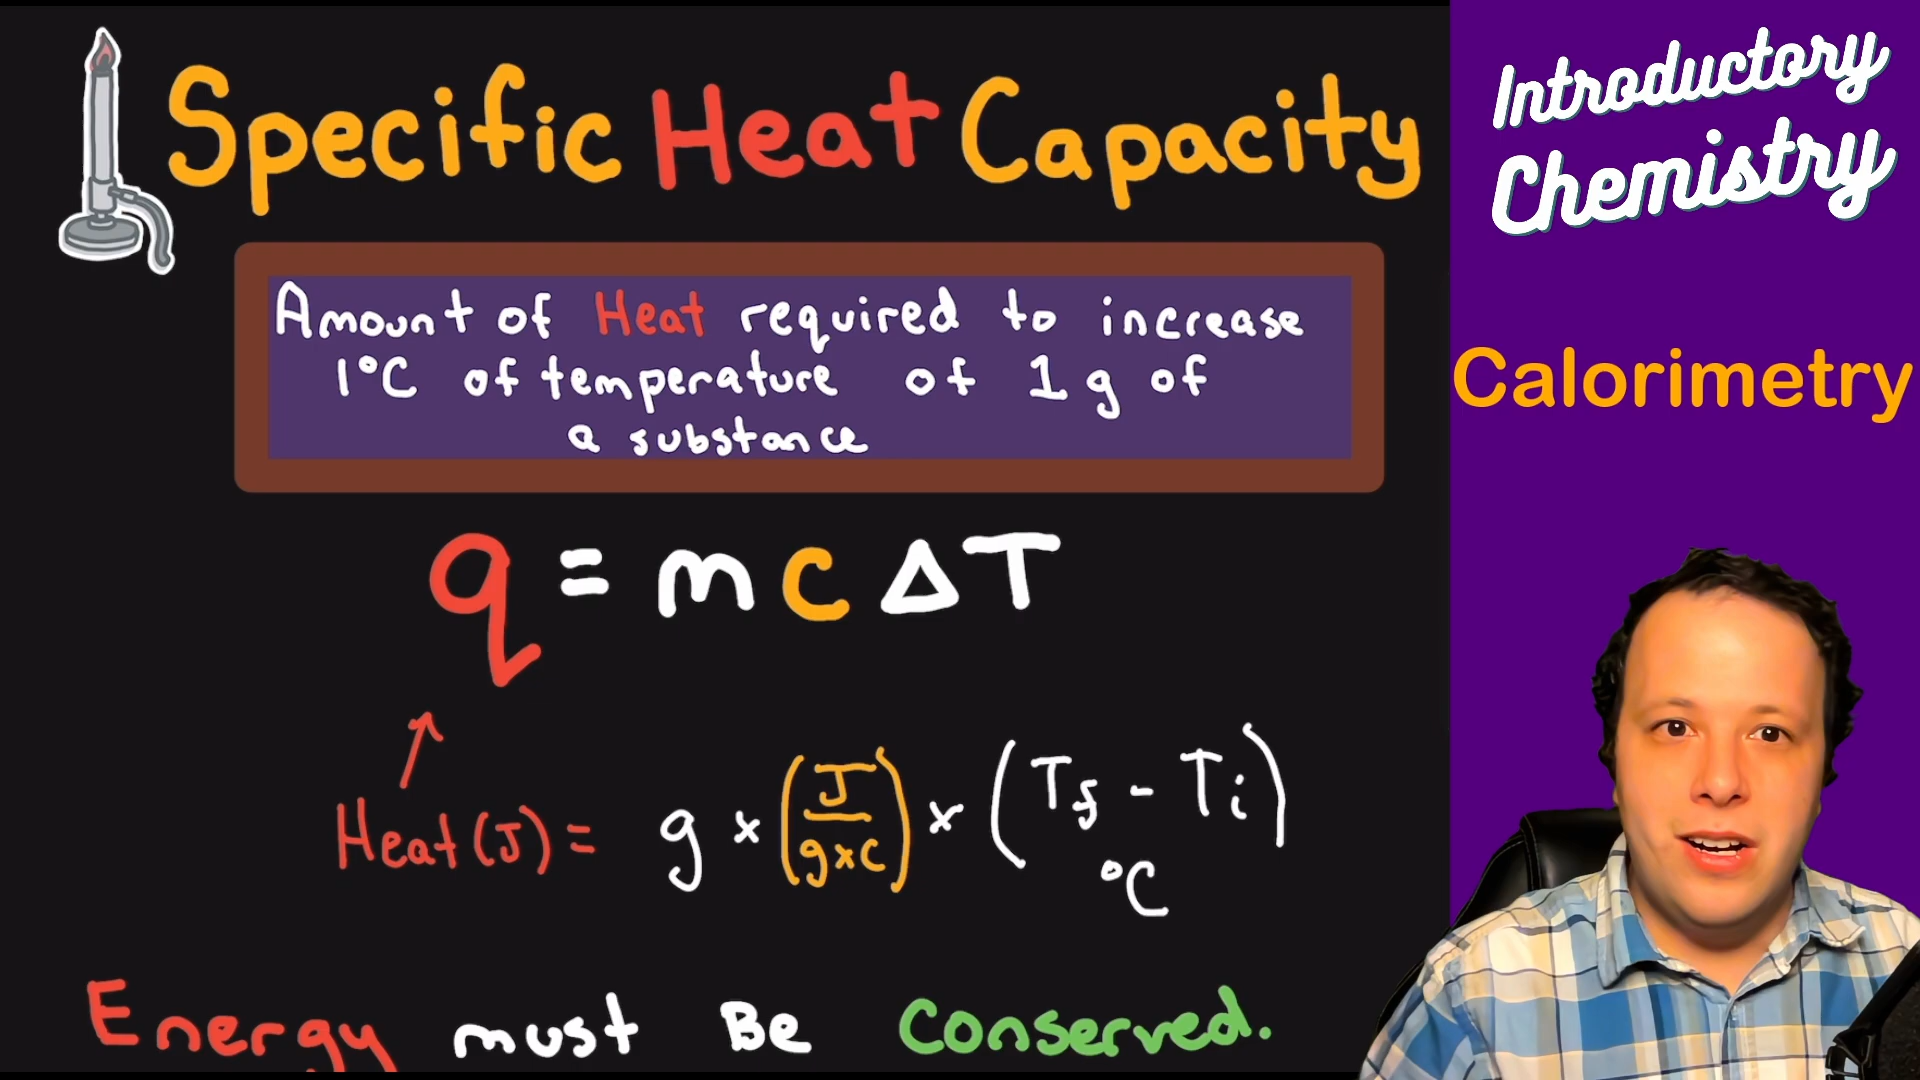 Specific Heat Capacity
Amount of Heat required to increase
1°C of temperature of 1 g of
a substance
q = m c ΔT
Heat (J) = g × (J / g×C) × (Tf - Ti)
°C
Energy must Be Conserved.
Introductory
Chemistry
Calorimetry